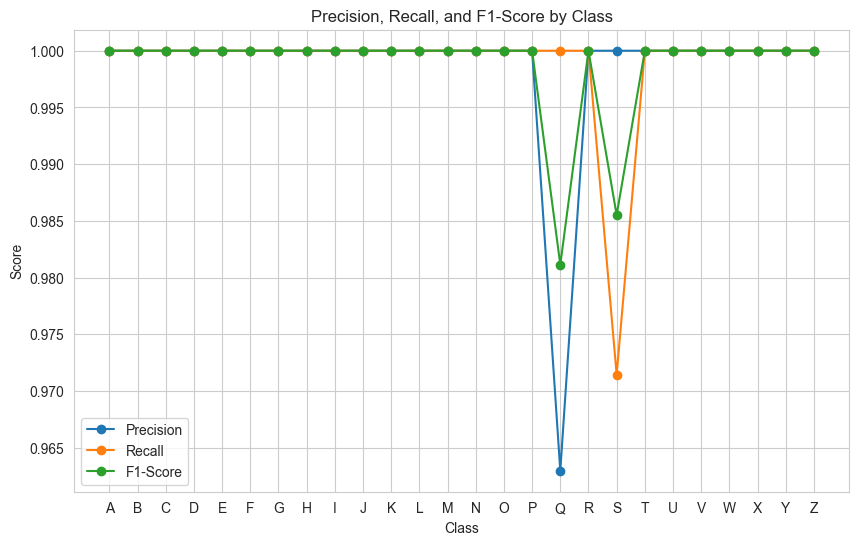 Precision, Recall, and F1-Score by Class
Score
1.000
0.995
0.990
0.985
0.980
0.975
0.970
0.965
Precision
Recall
F1-Score
A B C D E F G H I J K L M N O P Q R S T U V W X Y Z
Class